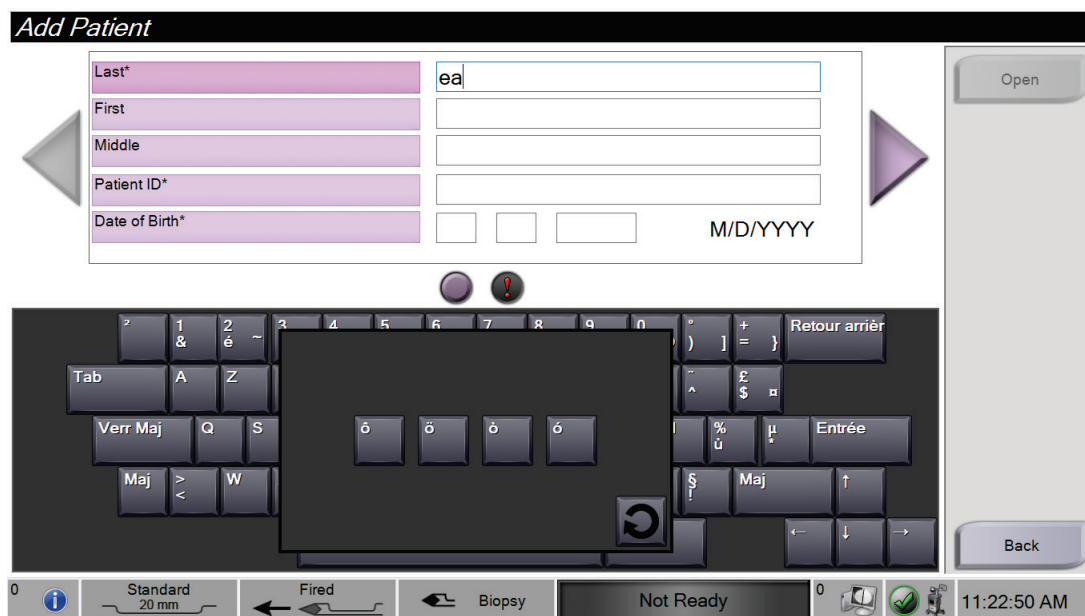 Add Patient
Last*
ea
Open
First
Middle
Patient ID*
Date of Birth*
M/D/YYYY
² 1 & 2 é ~ 3 4 5 6 7 8 9 0 ° ) ] + = } Retour arrièr
Tab A Z ¨ ^ £ $ ¤
Verr Maj Q S % ù µ * Entrée
ô ö ò ó
Maj > < W § ! Maj ↑
← ↓ →
Back
0 Standard 20 mm Fired Biopsy Not Ready 0 11:22:50 AM